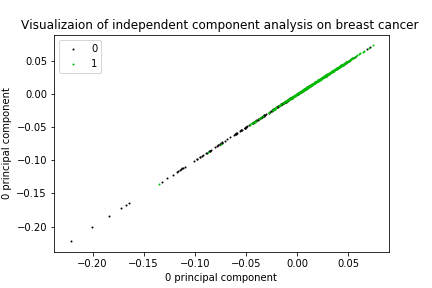 Visualizaion of independent component analysis on breast cancer
0
1
0.05
0.00
−0.05
−0.10
−0.15
−0.20
0 principal component
−0.20 −0.15 −0.10 −0.05 0.00 0.05
0 principal component